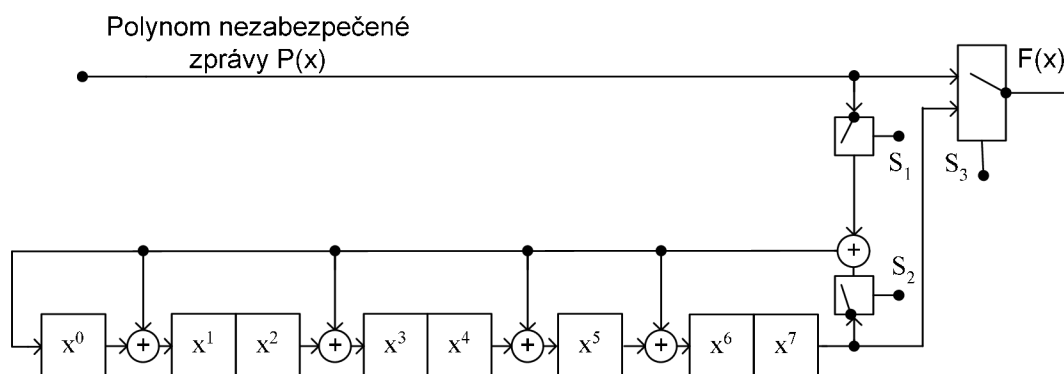 Polynom nezabezpečené
zprávy P(x)
F(x)
S₁
S₃
S₂
+
x⁰ + x¹ x² + x³ x⁴ + x⁵ + x⁶ x⁷